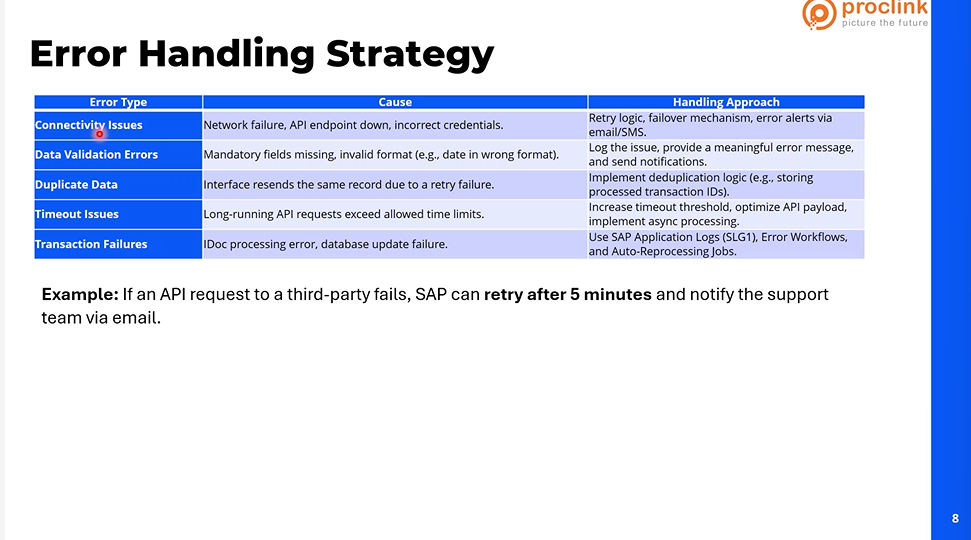 proclink
picture the future
Error Handling Strategy
Error Type Cause Handling Approach
Connectivity Issues Network failure, API endpoint down, incorrect credentials. Retry logic, failover mechanism, error alerts via
email/SMS.
Data Validation Errors Mandatory fields missing, invalid format (e.g., date in wrong format). Log the issue, provide a meaningful error message,
and send notifications.
Duplicate Data Interface resends the same record due to a retry failure. Implement deduplication logic (e.g., storing
processed transaction IDs).
Timeout Issues Long-running API requests exceed allowed time limits. Increase timeout threshold, optimize API payload,
implement async processing.
Transaction Failures IDoc processing error, database update failure. Use SAP Application Logs (SLG1), Error Workflows,
and Auto-Reprocessing Jobs.
Example: If an API request to a third-party fails, SAP can retry after 5 minutes and notify the support
team via email.
8